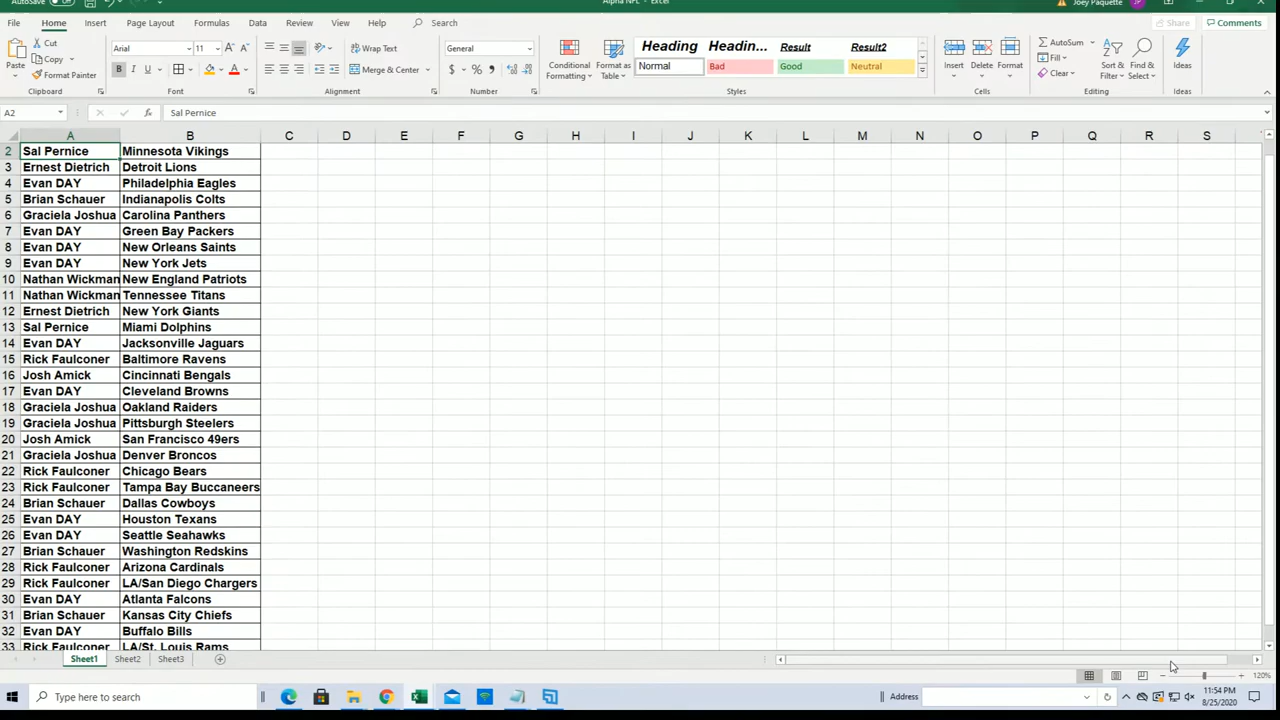 AutoSave Off Alpha NFL - Excel Joey Paquette JP
File Home Insert Page Layout Formulas Data Review View Help Search Share Comments
Paste Cut Copy Format Painter Clipboard
Arial 11 A A B I U A Font
Wrap Text Merge & Center Alignment
General $ % Number
Conditional Formatting Format as Table
Heading Headin... Result Result2
Normal Bad Good Neutral
Styles
Insert Delete Format Cells
AutoSum Fill Clear Sort & Filter Find & Select Editing
Ideas Ideas
A2 fx Sal Pernice
A B C D E F G H I J K L M N O P Q R S
2 Sal Pernice Minnesota Vikings
3 Ernest Dietrich Detroit Lions
4 Evan DAY Philadelphia Eagles
5 Brian Schauer Indianapolis Colts
6 Graciela Joshua Carolina Panthers
7 Evan DAY Green Bay Packers
8 Evan DAY New Orleans Saints
9 Evan DAY New York Jets
10 Nathan Wickman New England Patriots
11 Nathan Wickman Tennessee Titans
12 Ernest Dietrich New York Giants
13 Sal Pernice Miami Dolphins
14 Evan DAY Jacksonville Jaguars
15 Rick Faulconer Baltimore Ravens
16 Josh Amick Cincinnati Bengals
17 Evan DAY Cleveland Browns
18 Graciela Joshua Oakland Raiders
19 Graciela Joshua Pittsburgh Steelers
20 Josh Amick San Francisco 49ers
21 Graciela Joshua Denver Broncos
22 Rick Faulconer Chicago Bears
23 Rick Faulconer Tampa Bay Buccaneers
24 Brian Schauer Dallas Cowboys
25 Evan DAY Houston Texans
26 Evan DAY Seattle Seahawks
27 Brian Schauer Washington Redskins
28 Rick Faulconer Arizona Cardinals
29 Rick Faulconer LA/San Diego Chargers
30 Evan DAY Atlanta Falcons
31 Brian Schauer Kansas City Chiefs
32 Evan DAY Buffalo Bills
33 Rick Faulconer LA/St. Louis Rams
Sheet1 Sheet2 Sheet3
120%
Type here to search Address 11:54 PM
8/25/2020